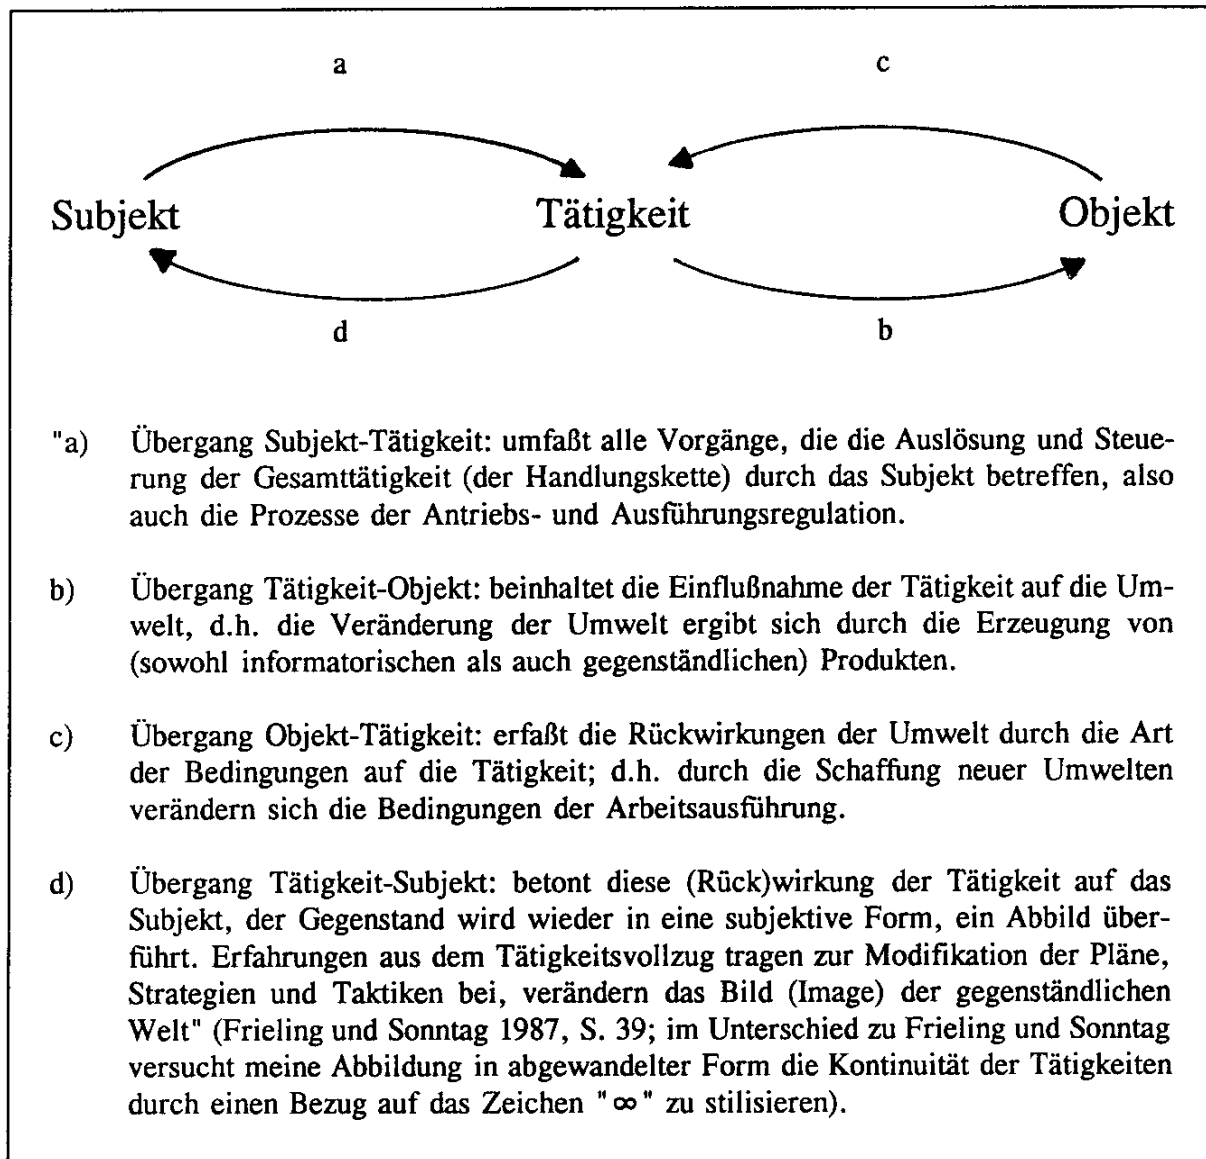 a c
Subjekt Tätigkeit Objekt
d b
"a) Übergang Subjekt-Tätigkeit: umfaßt alle Vorgänge, die die Auslösung und Steue-
rung der Gesamttätigkeit (der Handlungskette) durch das Subjekt betreffen, also
auch die Prozesse der Antriebs- und Ausführungsregulation.
b) Übergang Tätigkeit-Objekt: beinhaltet die Einflußnahme der Tätigkeit auf die Um-
welt, d.h. die Veränderung der Umwelt ergibt sich durch die Erzeugung von
(sowohl informatorischen als auch gegenständlichen) Produkten.
c) Übergang Objekt-Tätigkeit: erfaßt die Rückwirkungen der Umwelt durch die Art
der Bedingungen auf die Tätigkeit; d.h. durch die Schaffung neuer Umwelten
verändern sich die Bedingungen der Arbeitsausführung.
d) Übergang Tätigkeit-Subjekt: betont diese (Rück)wirkung der Tätigkeit auf das
Subjekt, der Gegenstand wird wieder in eine subjektive Form, ein Abbild über-
führt. Erfahrungen aus dem Tätigkeitsvollzug tragen zur Modifikation der Pläne,
Strategien und Taktiken bei, verändern das Bild (Image) der gegenständlichen
Welt" (Frieling und Sonntag 1987, S. 39; im Unterschied zu Frieling und Sonntag
versucht meine Abbildung in abgewandelter Form die Kontinuität der Tätigkeiten
durch einen Bezug auf das Zeichen "∞" zu stilisieren).